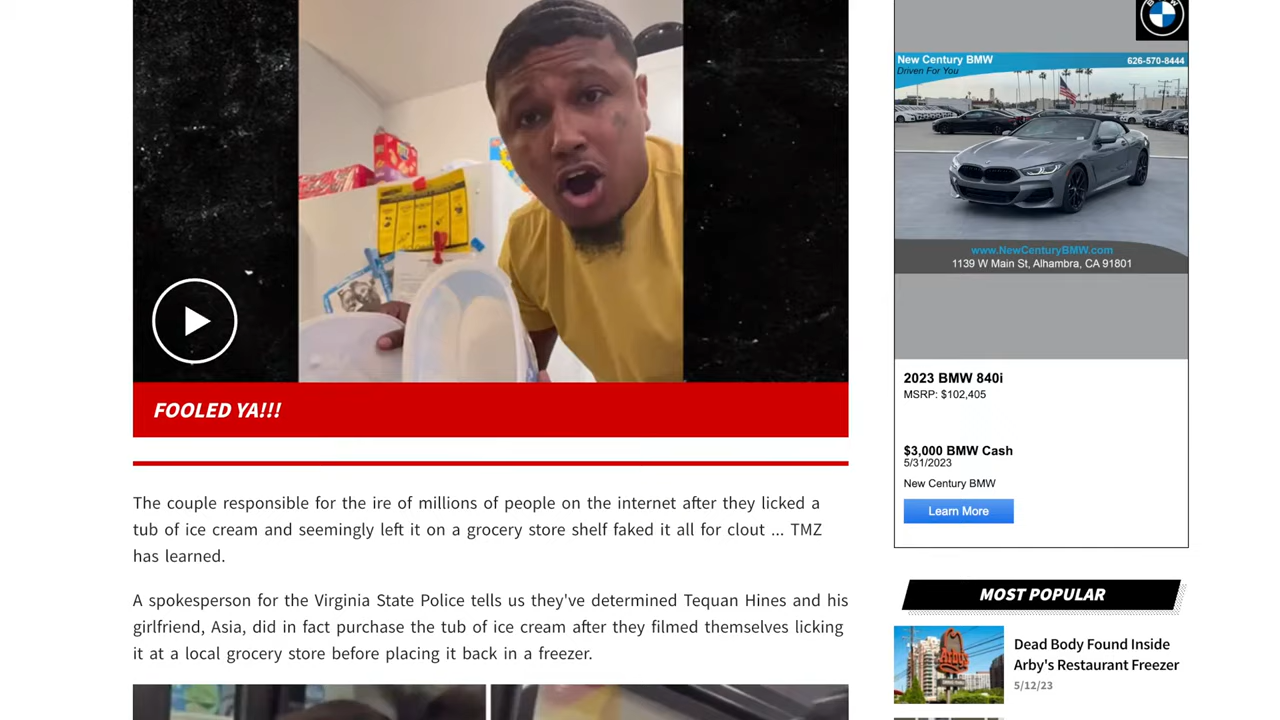 New Century BMW
Driven For You
626-570-8444
www.NewCenturyBMW.com
1139 W Main St, Alhambra, CA 91801
FOOLED YA!!!
2023 BMW 840i
MSRP: $102,405
$3,000 BMW Cash
5/31/2023
New Century BMW
Learn More
The couple responsible for the ire of millions of people on the internet after they licked a
tub of ice cream and seemingly left it on a grocery store shelf faked it all for clout ... TMZ
has learned.
A spokesperson for the Virginia State Police tells us they've determined Tequan Hines and his
girlfriend, Asia, did in fact purchase the tub of ice cream after they filmed themselves licking
it at a local grocery store before placing it back in a freezer.
MOST POPULAR
Arby's
Dead Body Found Inside
Arby's Restaurant Freezer
5/12/23